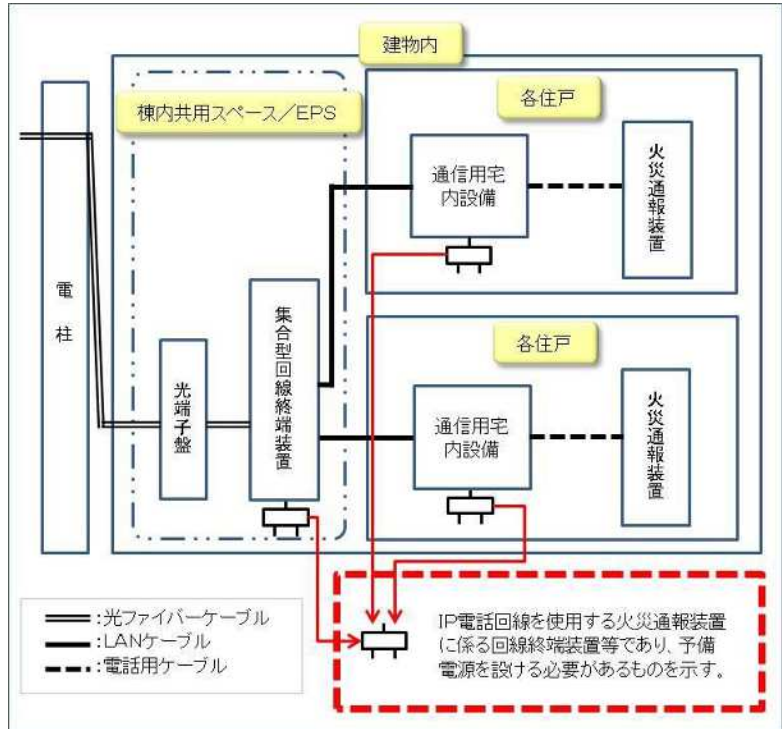 建物内
棟内共用スペース/EPS
各住戸
通信用宅
内設備
火災通報装置
電柱
光端子盤
集合型回線終端装置
各住戸
通信用宅
内設備
火災通報装置
:光ファイバーケーブル
:LANケーブル
:電話用ケーブル
IP電話回線を使用する火災通報装置
に係る回線終端装置等であり、予備
電源を設ける必要があるものを示す。